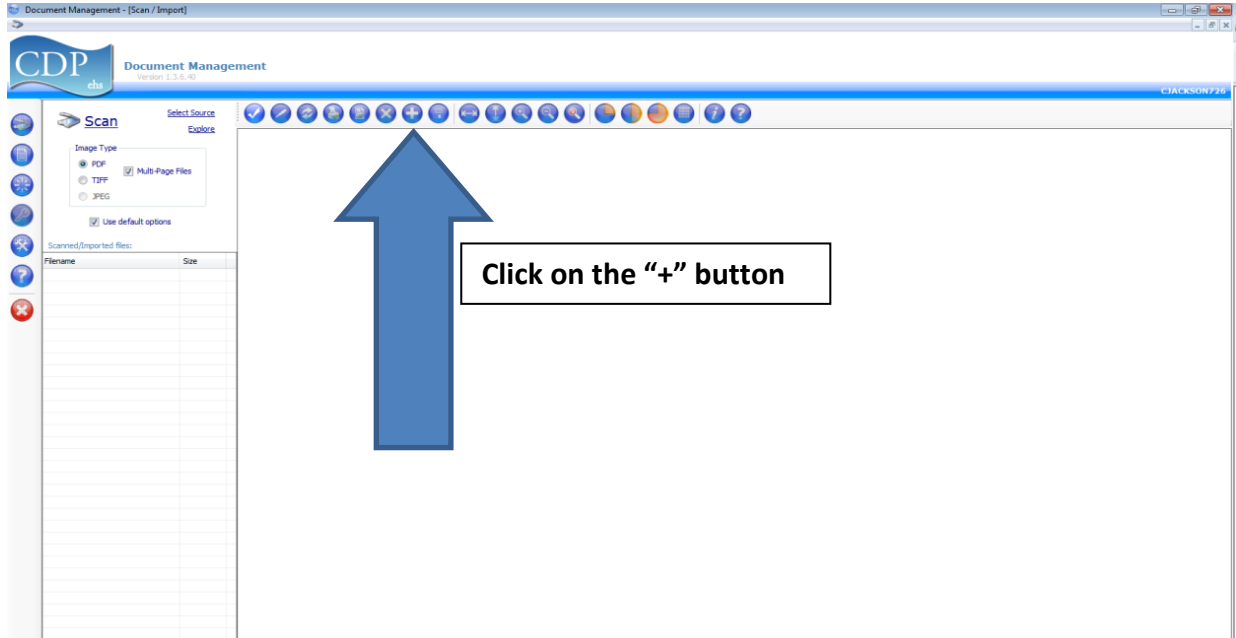 Document Management - [Scan / Import]
CDP
ehs
Document Management
Version 1.3.6.40
CJACKSON726
Scan
Select Source
Explore
Image Type
PDF
Multi-Page Files
TIFF
JPEG
Use default options
Scanned/Imported files:
Filename Size
Click on the “+” button